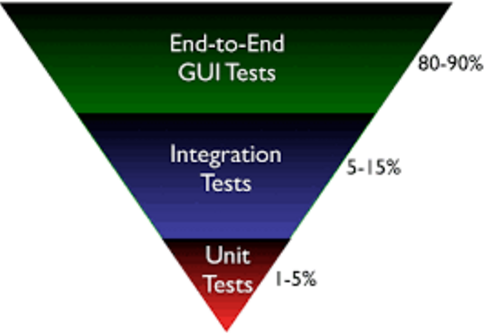 End-to-End
GUI Tests
80-90%
Integration
Tests
5-15%
Unit
Tests
1-5%